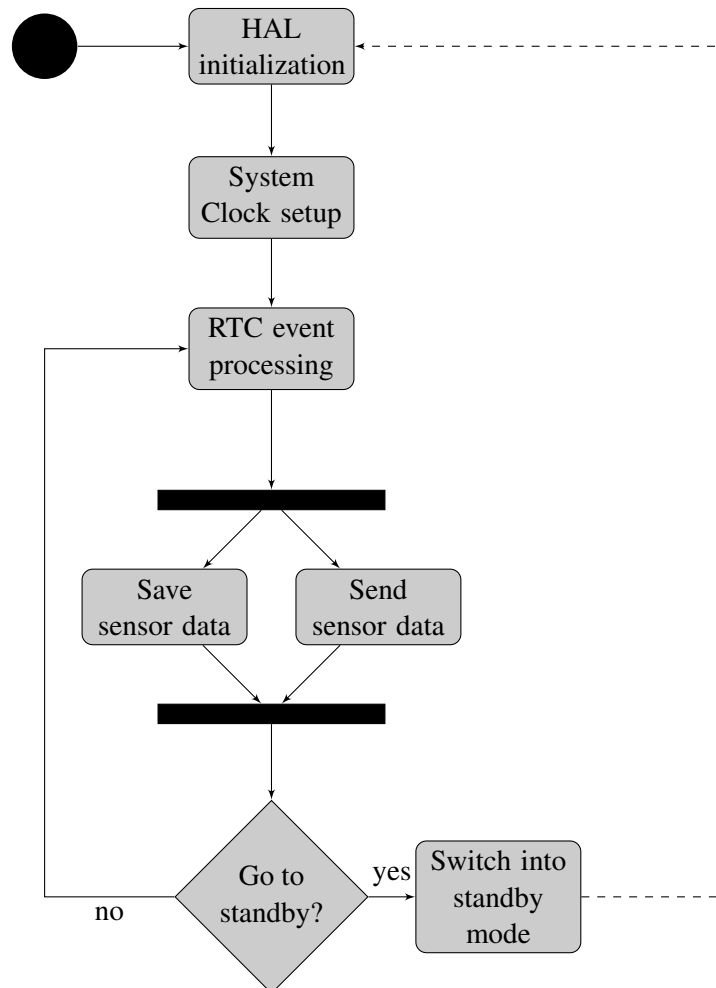 HAL
initialization
System
Clock setup
RTC event
processing
Save
sensor data
Send
sensor data
Go to
standby?
yes
no
Switch into
standby
mode